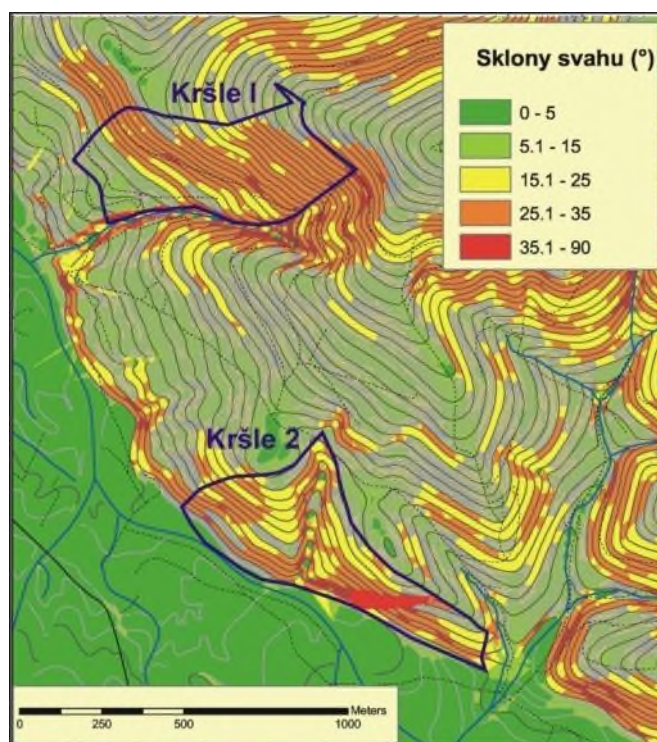 Sklony svahu (°)
0 - 5
5.1 - 15
15.1 - 25
25.1 - 35
35.1 - 90
Kršle I
Kršle 2
Meters
0 250 500 1000